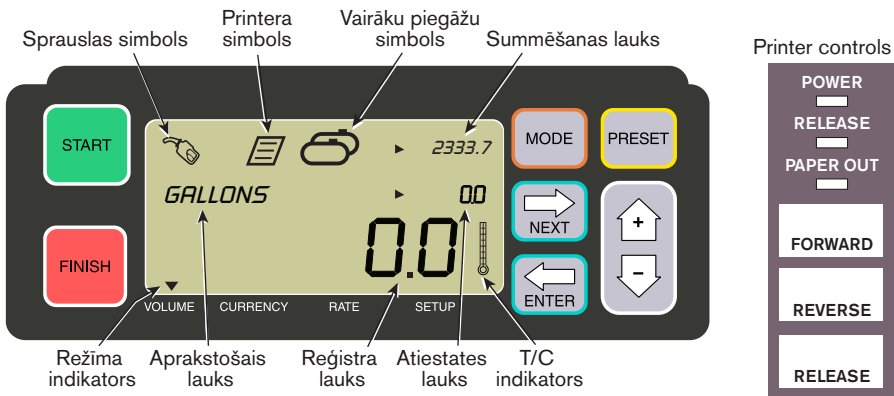 Sprauslas simbols
Printera
simbols
Vairāku piegāžu
simbols
Summēšanas lauks
START
FINISH
2333.7
GALLONS
0.0
0.0
VOLUME
CURRENCY
RATE
SETUP
MODE
PRESET
NEXT
ENTER
+
−
Režīma
indikators
Aprakstošais
lauks
Reģistra
lauks
Atiestates
lauks
T/C
indikators
Printer controls
POWER
RELEASE
PAPER OUT
FORWARD
REVERSE
RELEASE